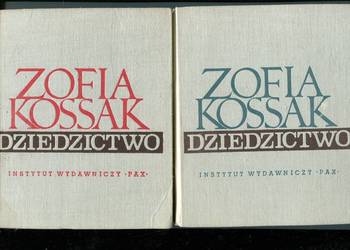 ZOFIA
KOSSAK
DZIEDZICTWO
INSTYTUT WYDAWNICZY •PAX•
ZOFIA
KOSSAK
DZIEDZICTWO
INSTYTUT WYDAWNICZY •PAX•